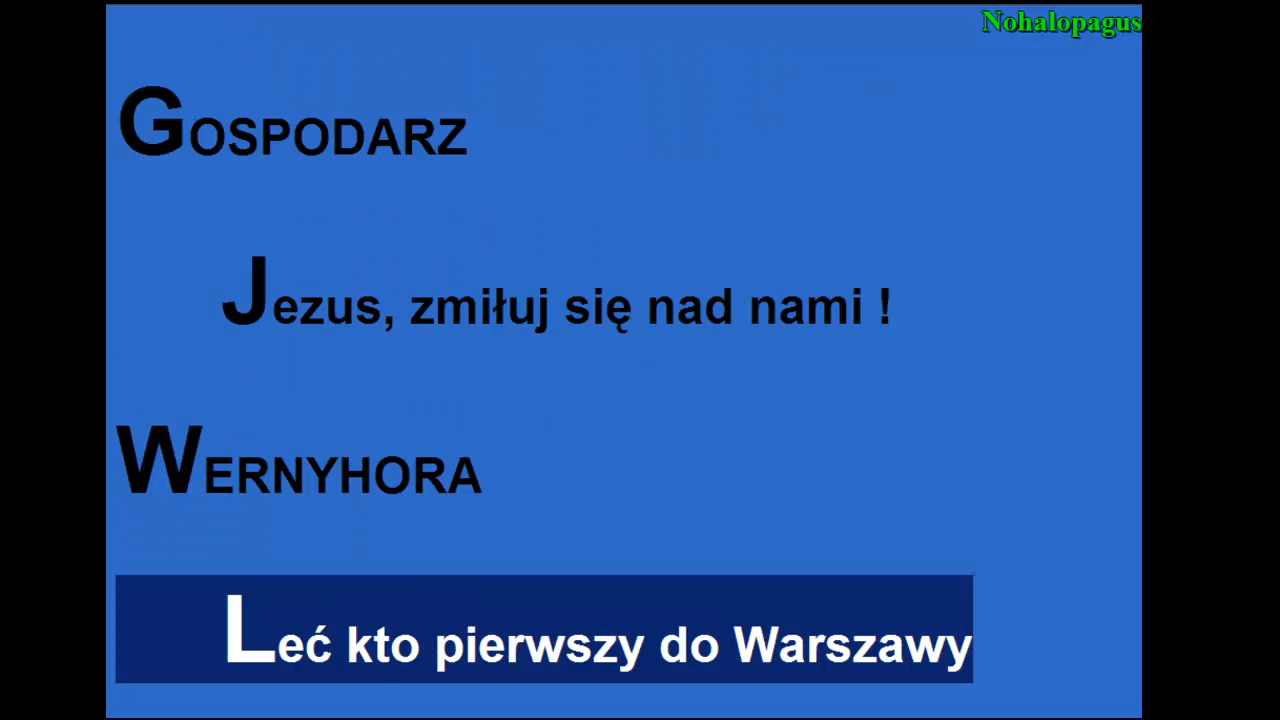 Nohalopagus
GOSPODARZ
Jezus, zmiłuj się nad nami !
WERNYHORA
Leć kto pierwszy do Warszawy